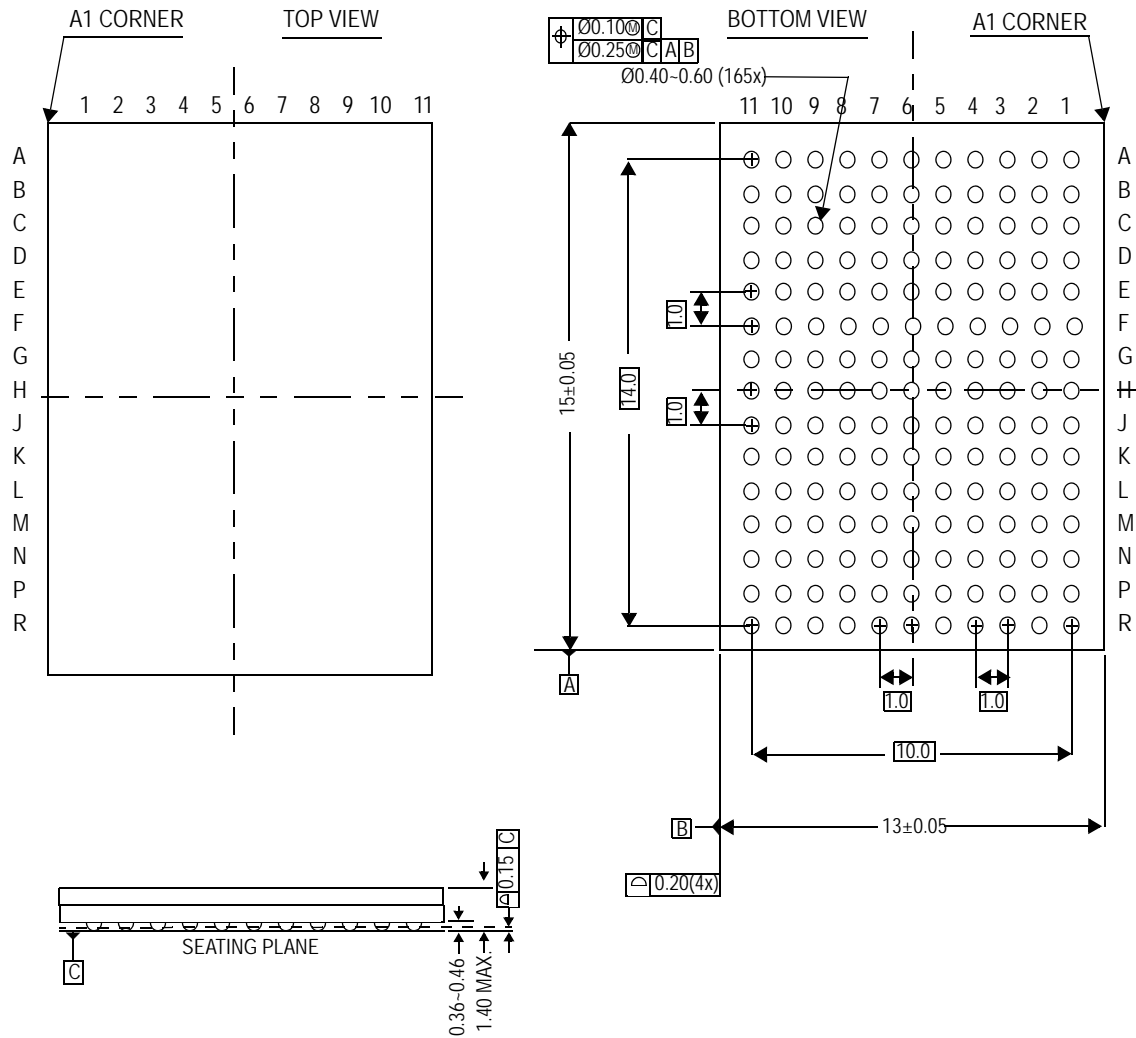 A1 CORNER
TOP VIEW
1 2 3 4 5 6 7 8 9 10 11
A
B
C
D
E
F
G
H
J
K
L
M
N
P
R
Ø0.10Ⓜ C
Ø0.25Ⓜ C A B
Ø0.40~0.60 (165x)
BOTTOM VIEW
A1 CORNER
11 10 9 8 7 6 5 4 3 2 1
A
B
C
D
E
F
G
H
J
K
L
M
N
P
R
15±0.05
14.0
1.0
1.0
A
1.0
1.0
10.0
B
13±0.05
0.20(4x)
0.15 C
SEATING PLANE
C
0.36~0.46
1.40 MAX.